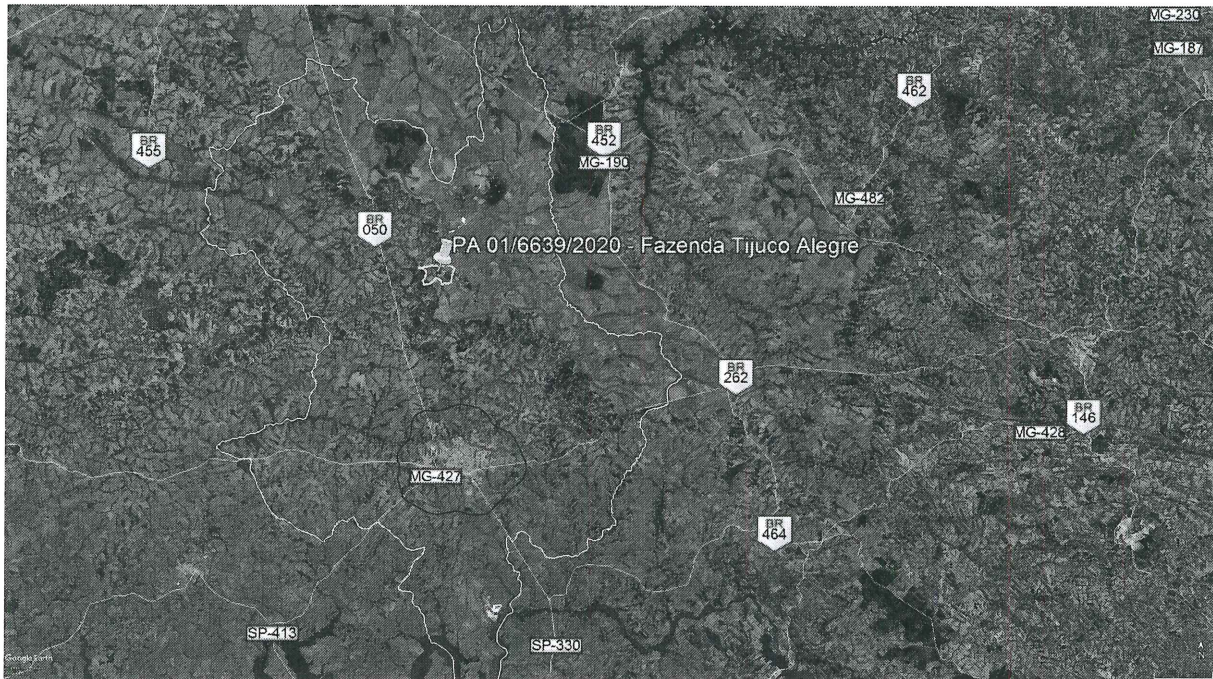 MG-230
MG-187
BR
462
BR
452
BR
455
MG-190
MG-482
BR
050
PA 01/6639/2020 - Fazenda Tijuco Alegre
BR
262
BR
146
MG-428
MG-427
BR
464
SP-413
SP-330
Google Earth
N